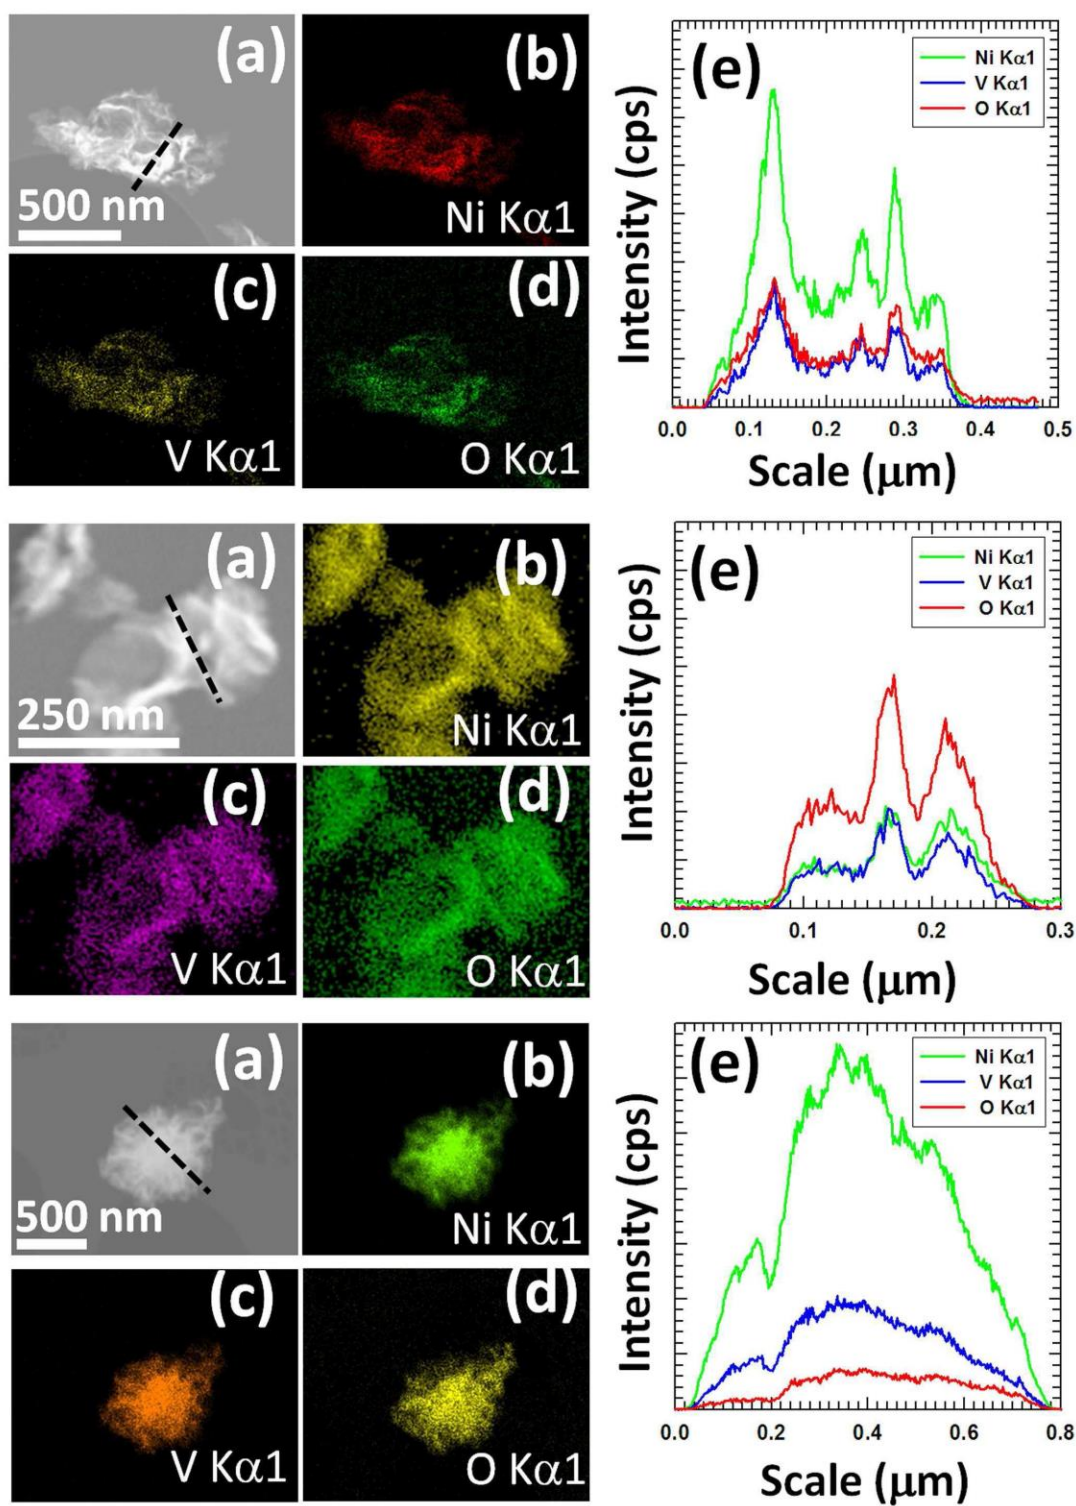 (a)
500 nm
(b)
Ni Kα1
(c)
V Kα1
(d)
O Kα1
(e)
Ni Kα1
V Kα1
O Kα1
Intensity (cps)
0.0 0.1 0.2 0.3 0.4 0.5
Scale (μm)
(a)
250 nm
(b)
Ni Kα1
(c)
V Kα1
(d)
O Kα1
(e)
Ni Kα1
V Kα1
O Kα1
Intensity (cps)
0.0 0.1 0.2 0.3
Scale (μm)
(a)
500 nm
(b)
Ni Kα1
(c)
V Kα1
(d)
O Kα1
(e)
Ni Kα1
V Kα1
O Kα1
Intensity (cps)
0.0 0.2 0.4 0.6 0.8
Scale (μm)